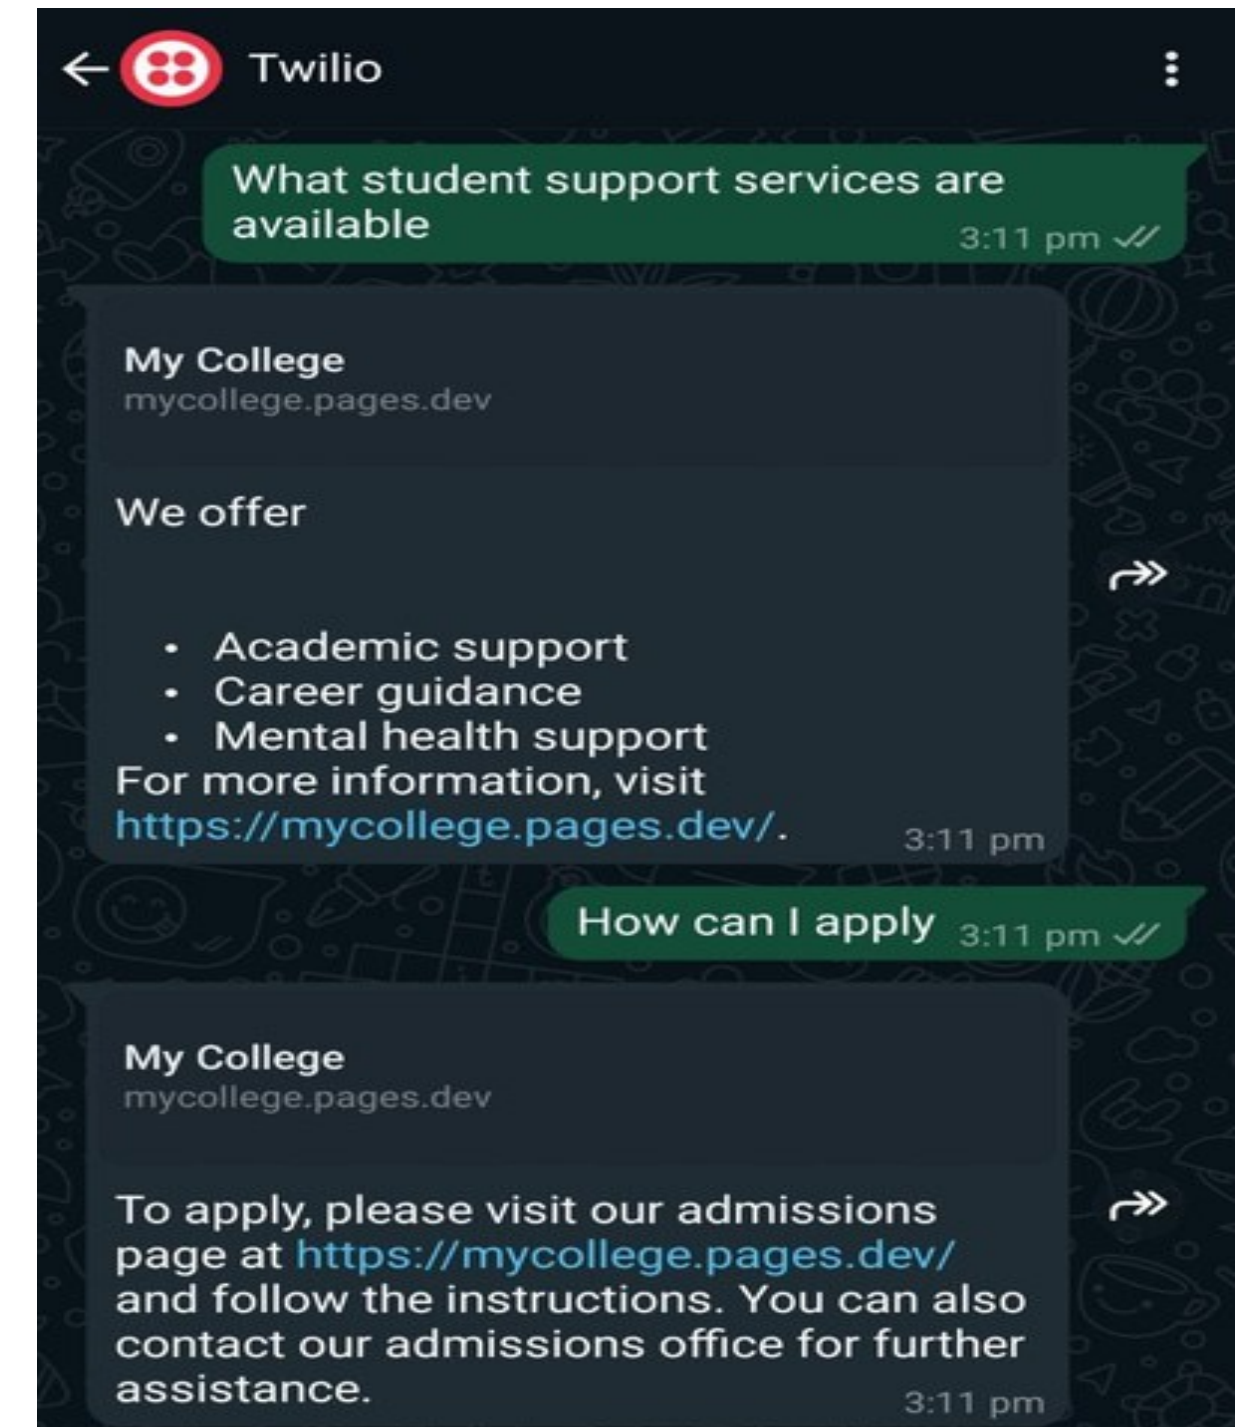 Twilio
What student support services are
available
3:11 pm
My College
mycollege.pages.dev
We offer
• Academic support
• Career guidance
• Mental health support
For more information, visit
https://mycollege.pages.dev/.
3:11 pm
How can I apply 3:11 pm
My College
mycollege.pages.dev
To apply, please visit our admissions
page at https://mycollege.pages.dev/
and follow the instructions. You can also
contact our admissions office for further
assistance.
3:11 pm